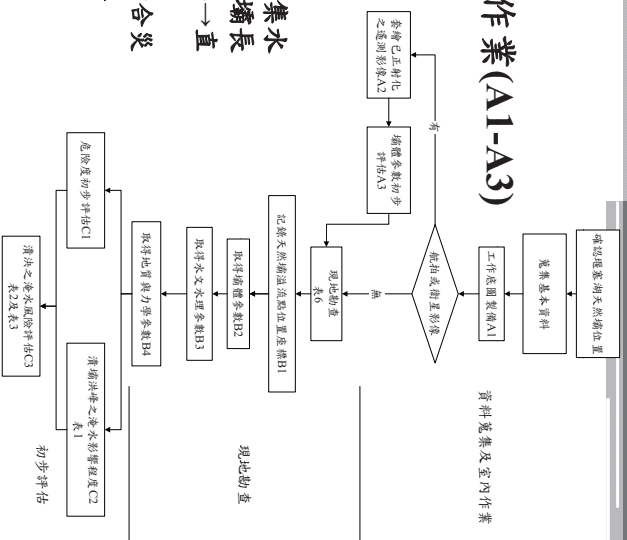 作業(A1-A3)
集水
壩長
→直
合災
確認堰塞湖天然壩位置
蒐集基本資料
工作底圖製備A1
航拍或衛星影像
有
無
套繪已正射化
之遙測影像A2
壩體參數初步
評估A3
現地勘查
表6
記錄天然壩溢流點位置座標B1
取得壩體參數B2
取得水文水理參數B3
取得地質與力學參數B4
危險度初步評估C1
潰壩洪峰之淹水影響程度C2
表1
潰決之淹水風險評估C3
表2及表3
資料蒐集及室內作業
現地勘查
初步評估